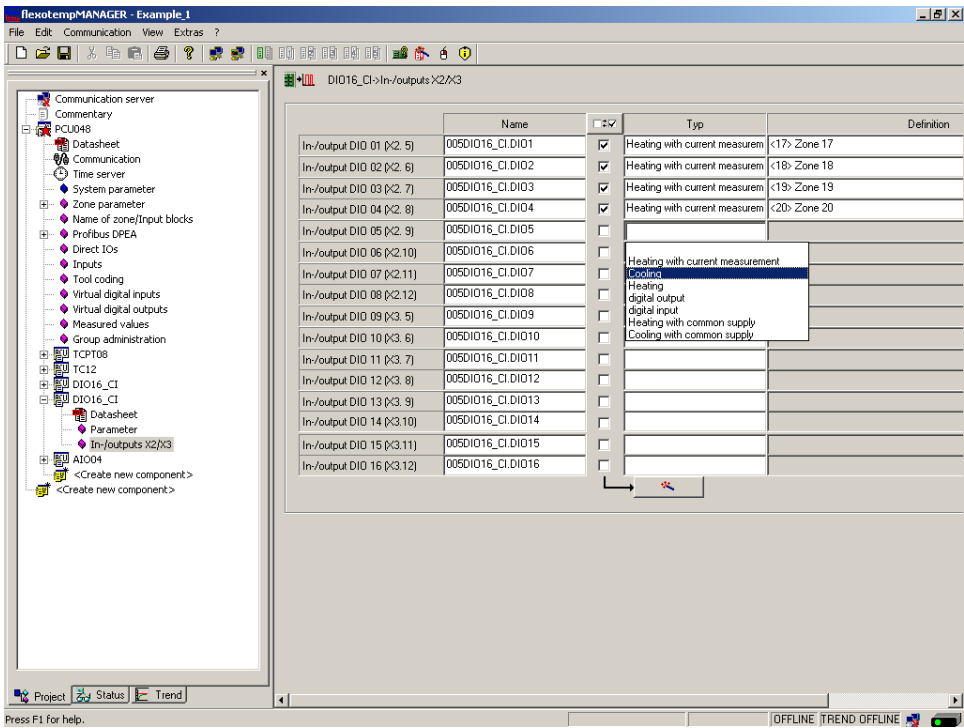 flexotempMANAGER - Example_1
File Edit Communication View Extras ?
DIO16_CI->In-/outputs X2/X3
Communication server
Commentary
PCU048
Datasheet
Communication
Time server
System parameter
Zone parameter
Name of zone/Input blocks
Profibus DPEA
Direct IOs
Inputs
Tool coding
Virtual digital inputs
Virtual digital outputs
Measured values
Group administration
TCPT08
TC12
DIO16_CI
DIO16_CI
Datasheet
Parameter
In-/outputs X2/X3
AIO04
<Create new component>
<Create new component>
Name Typ Definition
In-/output DIO 01 (X2. 5) 005DIO16_CI.DIO1 Heating with current measurem <17> Zone 17
In-/output DIO 02 (X2. 6) 005DIO16_CI.DIO2 Heating with current measurem <18> Zone 18
In-/output DIO 03 (X2. 7) 005DIO16_CI.DIO3 Heating with current measurem <19> Zone 19
In-/output DIO 04 (X2. 8) 005DIO16_CI.DIO4 Heating with current measurem <20> Zone 20
In-/output DIO 05 (X2. 9) 005DIO16_CI.DIO5
In-/output DIO 06 (X2.10) 005DIO16_CI.DIO6
In-/output DIO 07 (X2.11) 005DIO16_CI.DIO7
In-/output DIO 08 (X2.12) 005DIO16_CI.DIO8
In-/output DIO 09 (X3. 5) 005DIO16_CI.DIO9
In-/output DIO 10 (X3. 6) 005DIO16_CI.DIO10
In-/output DIO 11 (X3. 7) 005DIO16_CI.DIO11
In-/output DIO 12 (X3. 8) 005DIO16_CI.DIO12
In-/output DIO 13 (X3. 9) 005DIO16_CI.DIO13
In-/output DIO 14 (X3.10) 005DIO16_CI.DIO14
In-/output DIO 15 (X3.11) 005DIO16_CI.DIO15
In-/output DIO 16 (X3.12) 005DIO16_CI.DIO16
Heating with current measurement
Cooling
Heating
digital output
digital input
Heating with common supply
Cooling with common supply
Project Status Trend
Press F1 for help.
OFFLINE TREND OFFLINE